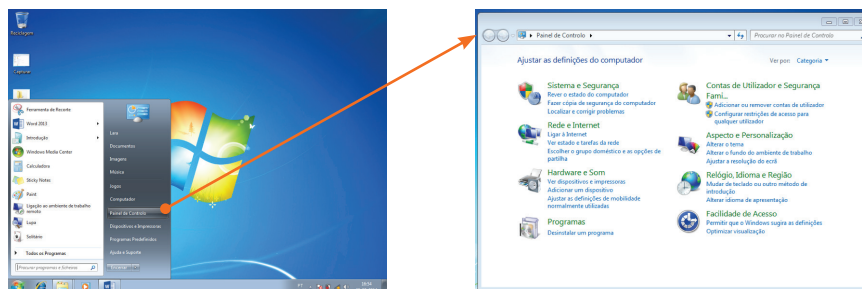 Reciclagem
Capturar
Ferramenta de Recorte
Word 2013
Introdução
Windows Media Center
Calculadora
Sticky Notes
Paint
Ligação ao ambiente de trabalho
remoto
Lupa
Solitário
Todos os Programas
Procurar programas e ficheiros
Documentos
Imagens
Música
Jogos
Computador
Painel de Controlo
Dispositivos e Impressoras
Programas Predefinidos
Ajuda e Suporte
PT
Painel de Controlo
Procurar no Painel de Controlo
Ajustar as definições do computador
Ver por: Categoria
Sistema e Segurança
Rever o estado do computador
Fazer cópia de segurança do computador
Localizar e corrigir problemas
Rede e Internet
Ligar à Internet
Ver estado e tarefas da rede
Escolher o grupo doméstico e as opções de
partilha
Hardware e Som
Ver dispositivos e impressoras
Adicionar um dispositivo
Ajustar as definições de mobilidade
normalmente utilizadas
Programas
Desinstalar um programa
Contas de Utilizador e Segurança
Fami...
Adicionar ou remover contas de utilizador
Configurar restrições de acesso para
qualquer utilizador
Aspecto e Personalização
Alterar o tema
Alterar o fundo do ambiente de trabalho
Ajustar a resolução do ecrã
Relógio, Idioma e Região
Mudar de teclado ou outro método de
introdução
Alterar idioma de apresentação
Facilidade de Acesso
Permitir que o Windows sugira as definições
Optimizar visualização